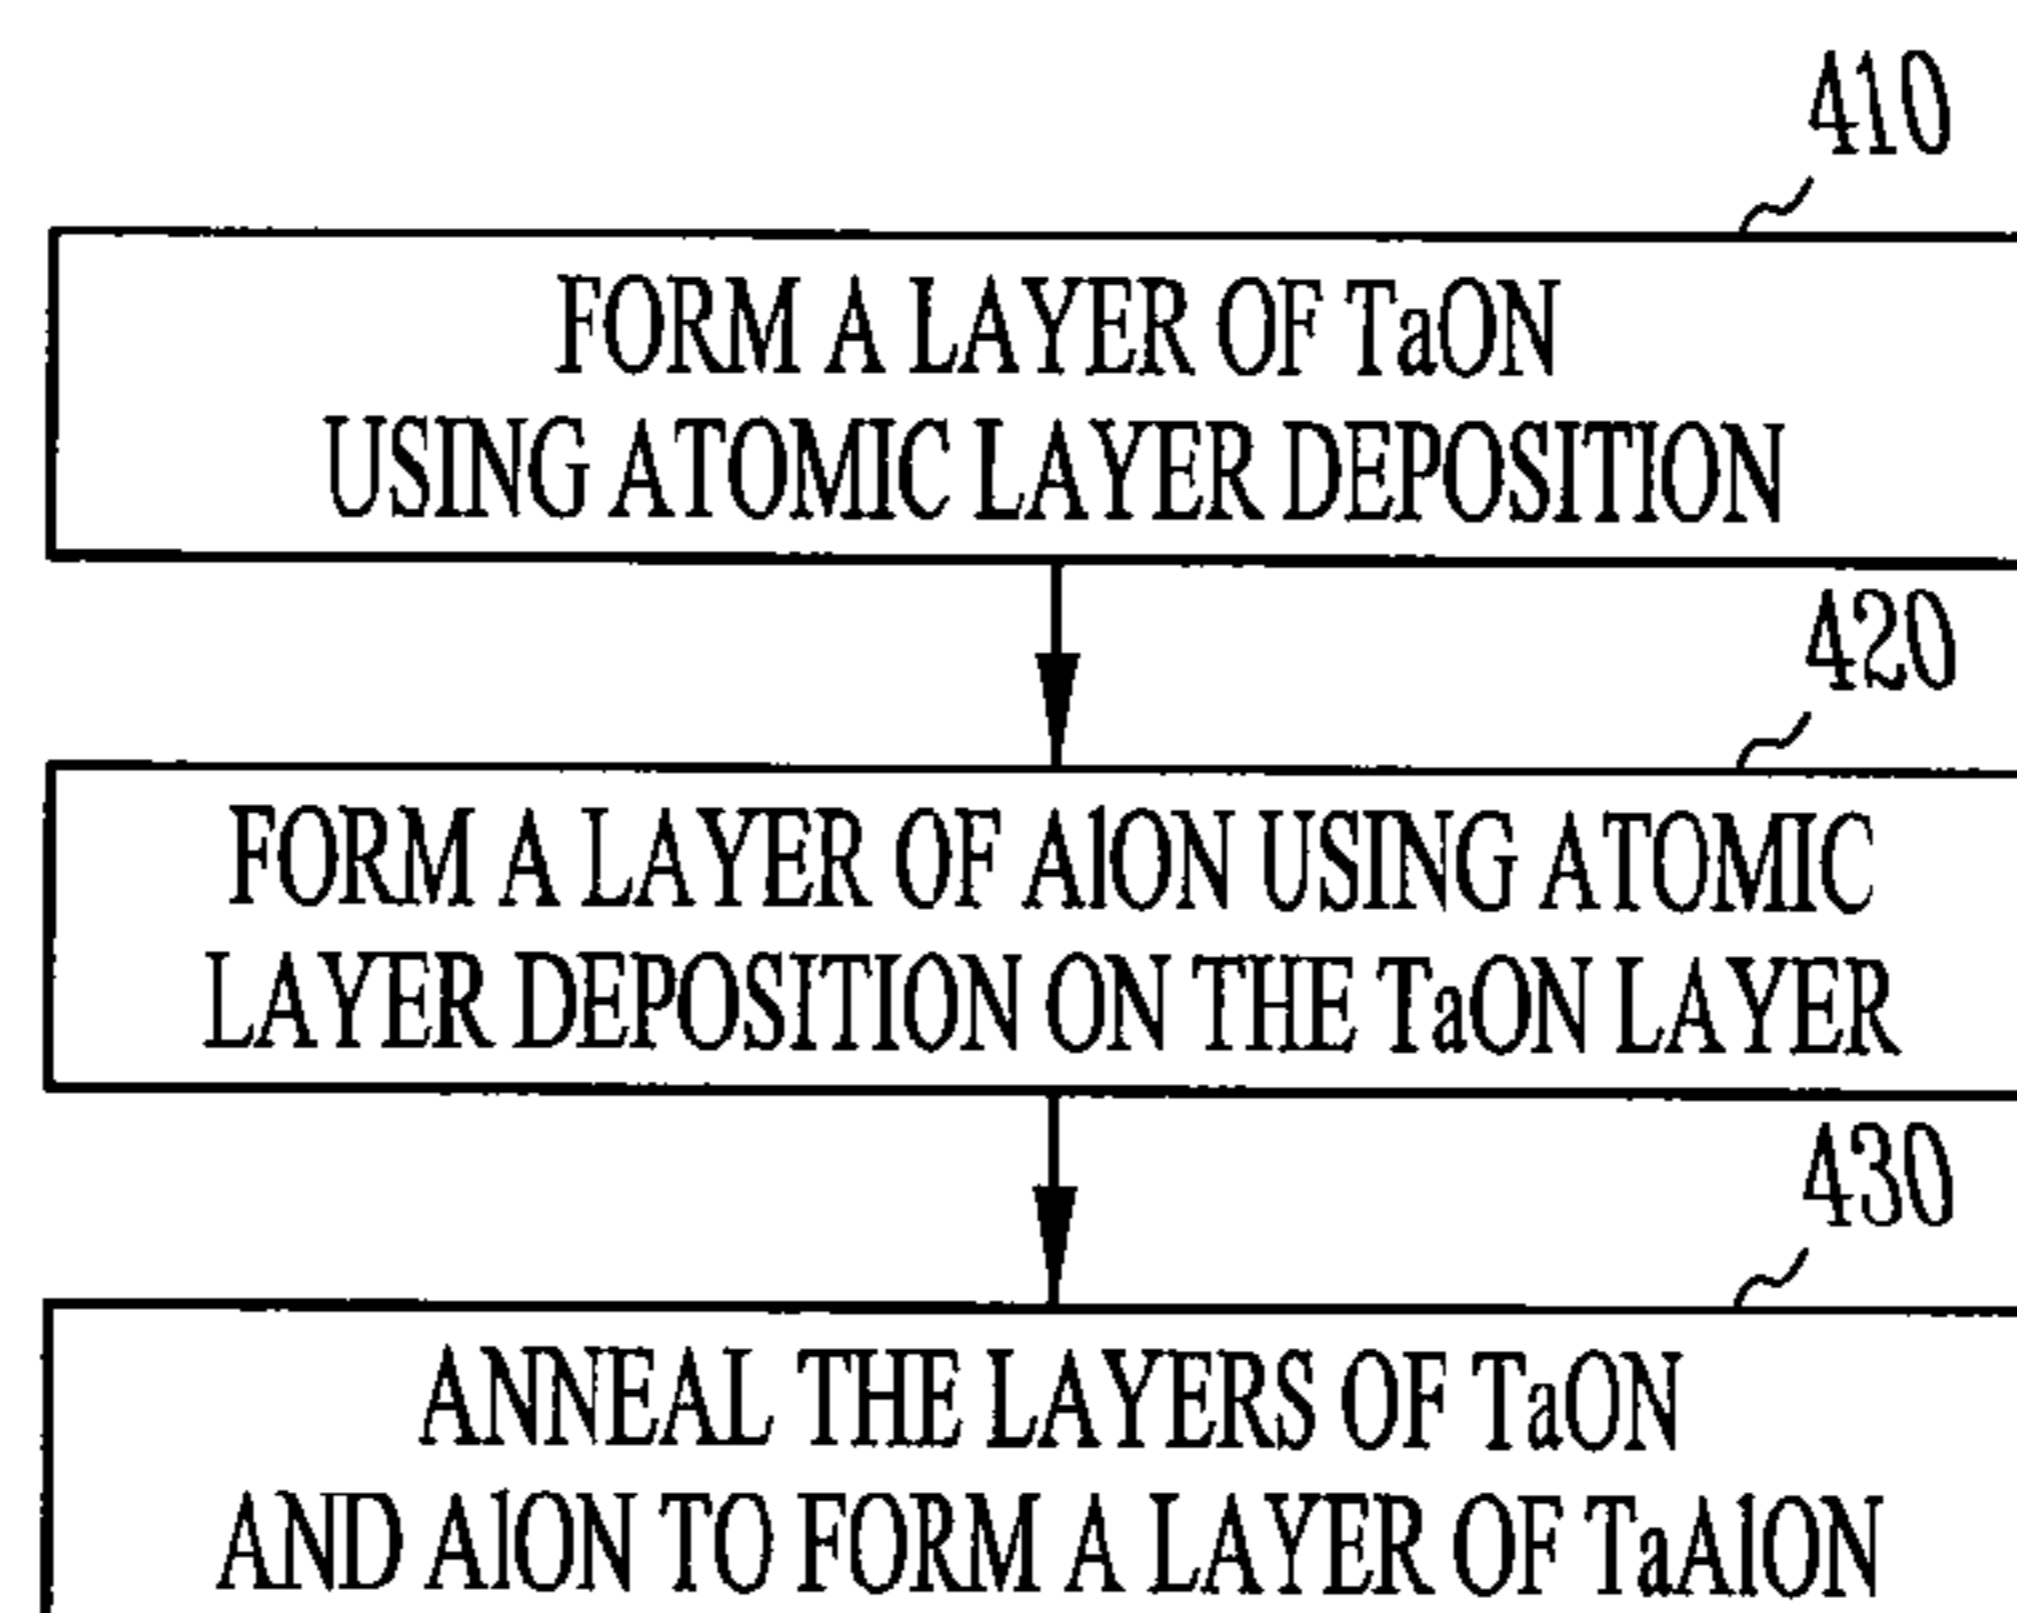 410
FORM A LAYER OF TaON
USING ATOMIC LAYER DEPOSITION
420
FORM A LAYER OF AlON USING ATOMIC
LAYER DEPOSITION ON THE TaON LAYER
430
ANNEAL THE LAYERS OF TaON
AND AlON TO FORM A LAYER OF TaAlON